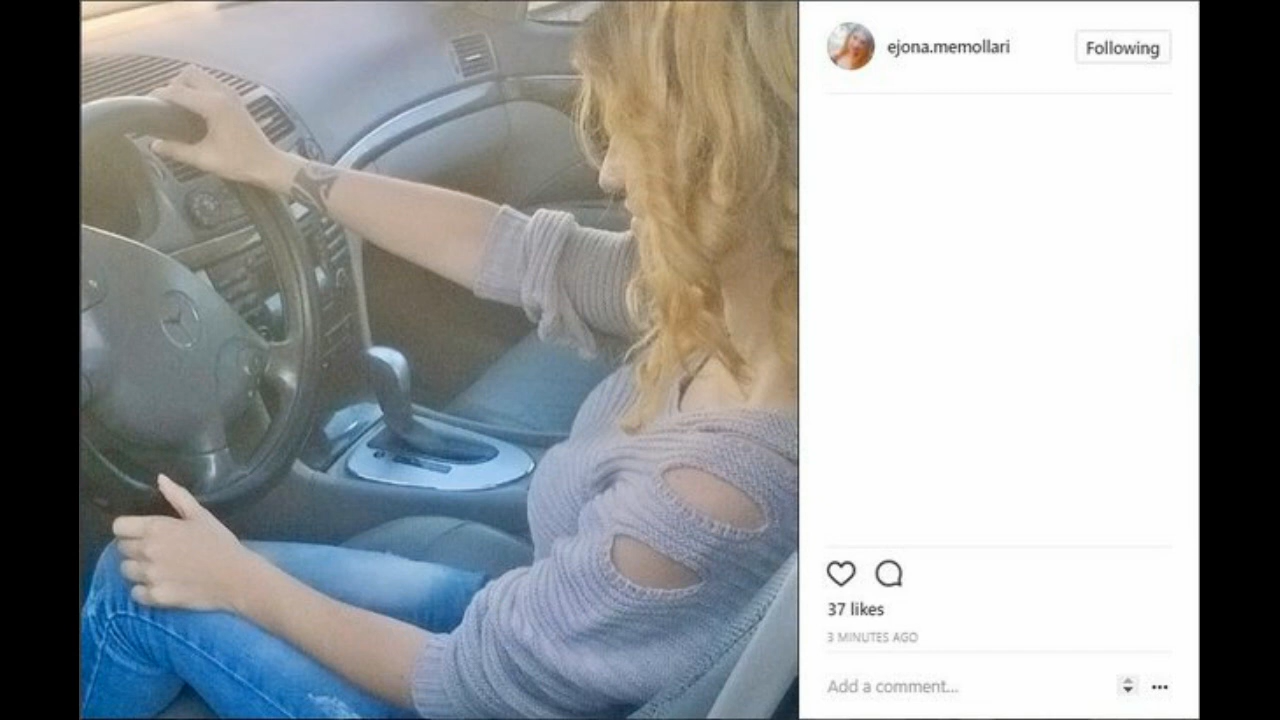 ejona.memollari
Following
37 likes
3 MINUTES AGO
Add a comment...